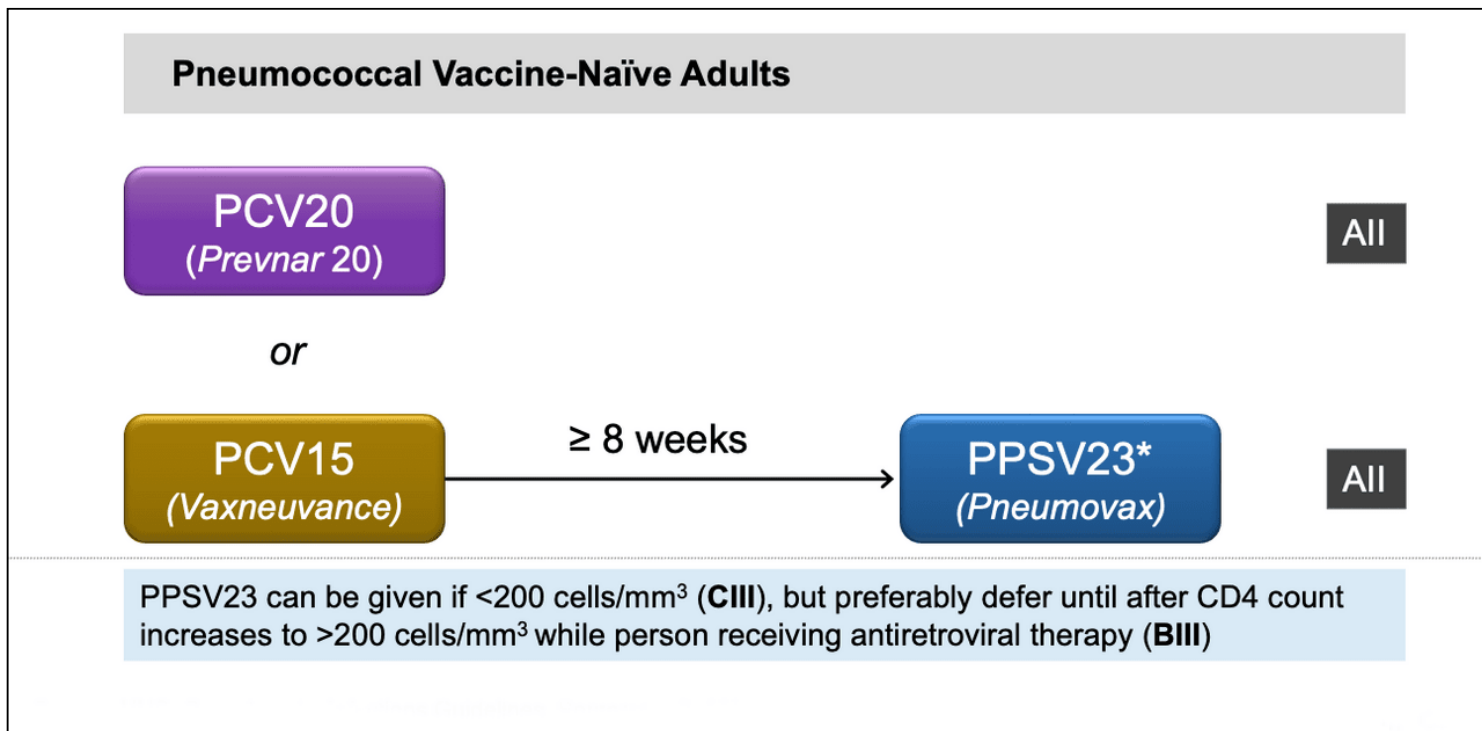 Pneumococcal Vaccine-Naïve Adults
PCV20
(Prevnar 20)
AII
or
PCV15
(Vaxneuvance)
≥ 8 weeks
PPSV23*
(Pneumovax)
AII
PPSV23 can be given if <200 cells/mm³ (CIII), but preferably defer until after CD4 count
increases to >200 cells/mm³ while person receiving antiretroviral therapy (BIII)